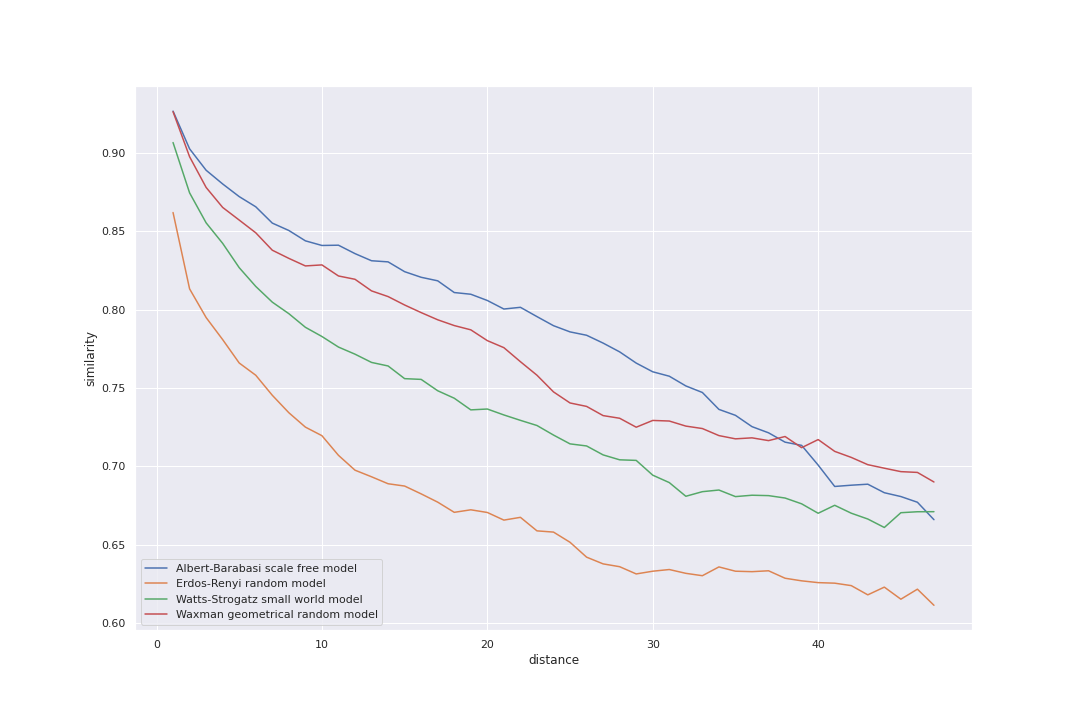 0.90
0.85
0.80
0.75
0.70
0.65
0.60
similarity
Albert-Barabasi scale free model
Erdos-Renyi random model
Watts-Strogatz small world model
Waxman geometrical random model
0 10 20 30 40
distance